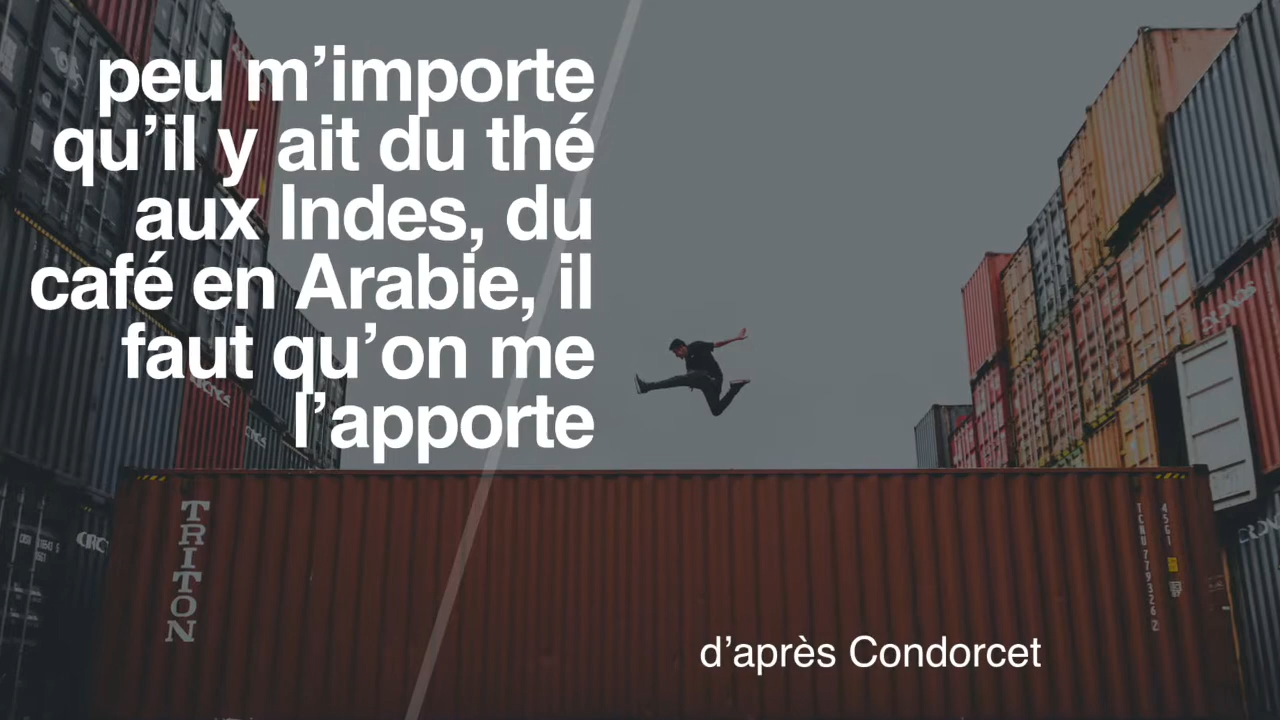 peu m’importe
qu’il y ait du thé
aux Indes, du
café en Arabie, il
faut qu’on me
l’apporte
TRITON
CRONOS
d’après Condorcet